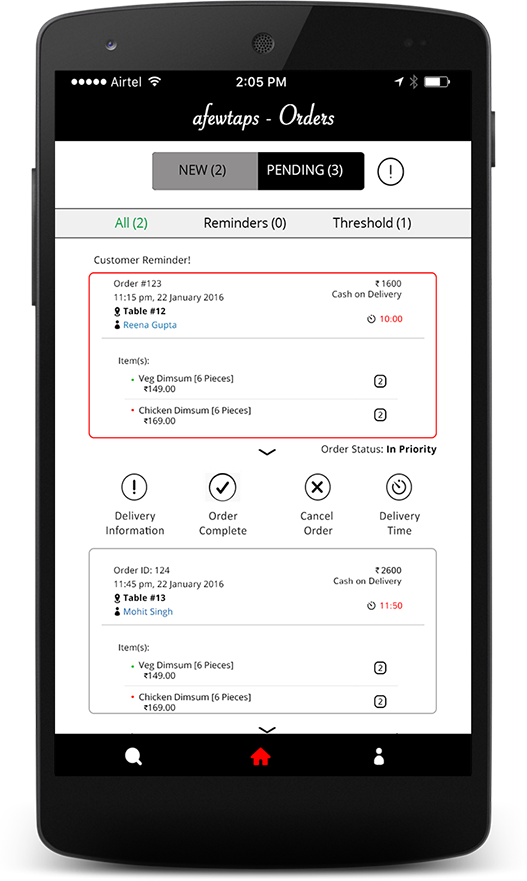 Airtel 2:05 PM
afewtaps - Orders
NEW (2) PENDING (3) !
All (2) Reminders (0) Threshold (1)
Customer Reminder!
Order #123 ₹ 1600
11:15 pm, 22 January 2016 Cash on Delivery
Table #12
Reena Gupta 10:00
Item(s):
Veg Dimsum [6 Pieces] 2
₹149.00
Chicken Dimsum [6 Pieces] 2
₹169.00
Order Status: In Priority
!
Delivery Information
Order Complete
Cancel Order
Delivery Time
Order ID: 124 ₹ 2600
11:45 pm, 22 January 2016 Cash on Delivery
Table #13
Mohit Singh 11:50
Item(s):
Veg Dimsum [6 Pieces] 2
₹149.00
Chicken Dimsum [6 Pieces] 2
₹169.00